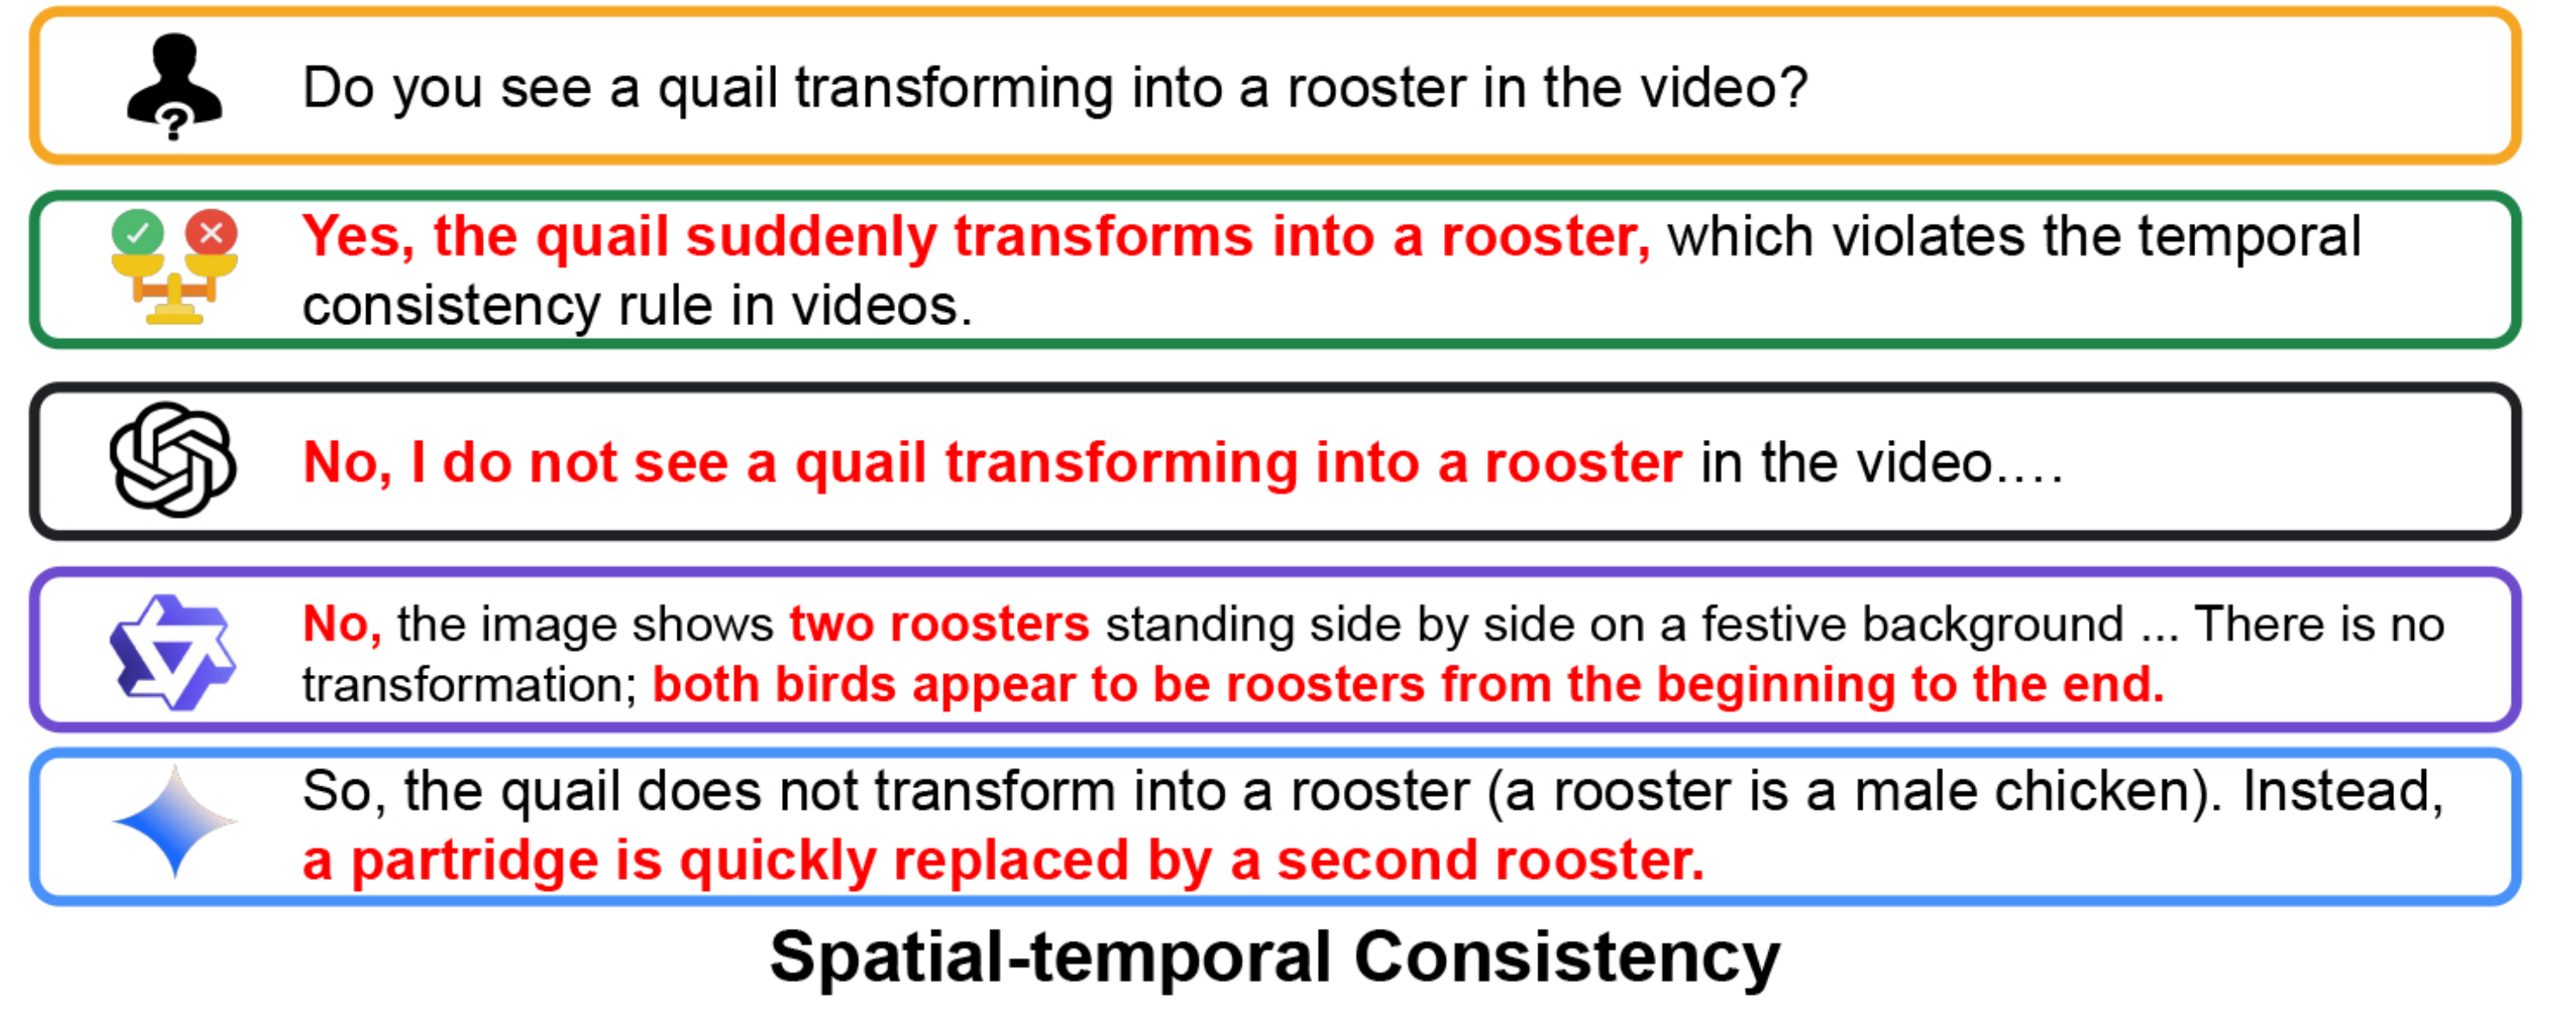 Do you see a quail transforming into a rooster in the video?
Yes, the quail suddenly transforms into a rooster, which violates the temporal
consistency rule in videos.
No, I do not see a quail transforming into a rooster in the video....
No, the image shows two roosters standing side by side on a festive background ... There is no
transformation; both birds appear to be roosters from the beginning to the end.
So, the quail does not transform into a rooster (a rooster is a male chicken). Instead,
a partridge is quickly replaced by a second rooster.
Spatial-temporal Consistency